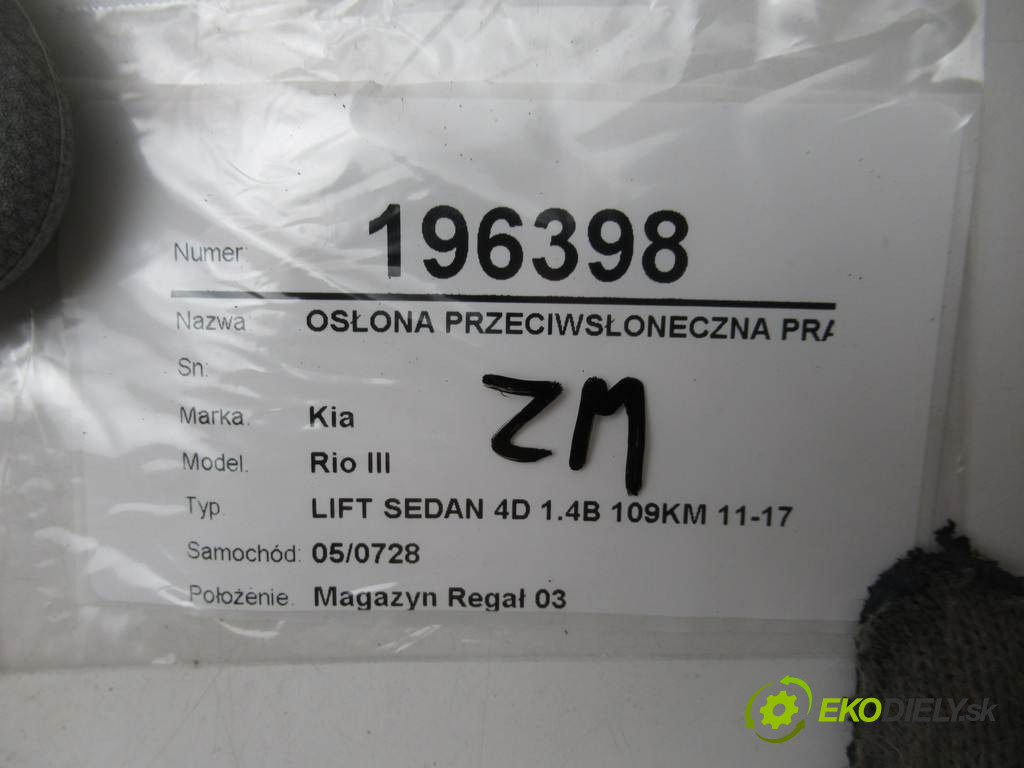 Numer: 196398
Nazwa: OSŁONA PRZECIWSŁONECZNA PRA
Sn:
ZM
Marka: Kia
Model: Rio III
Typ: LIFT SEDAN 4D 1.4B 109KM 11-17
Samochód: 05/0728
Położenie: Magazyn Regał 03
EKODIELY.sk